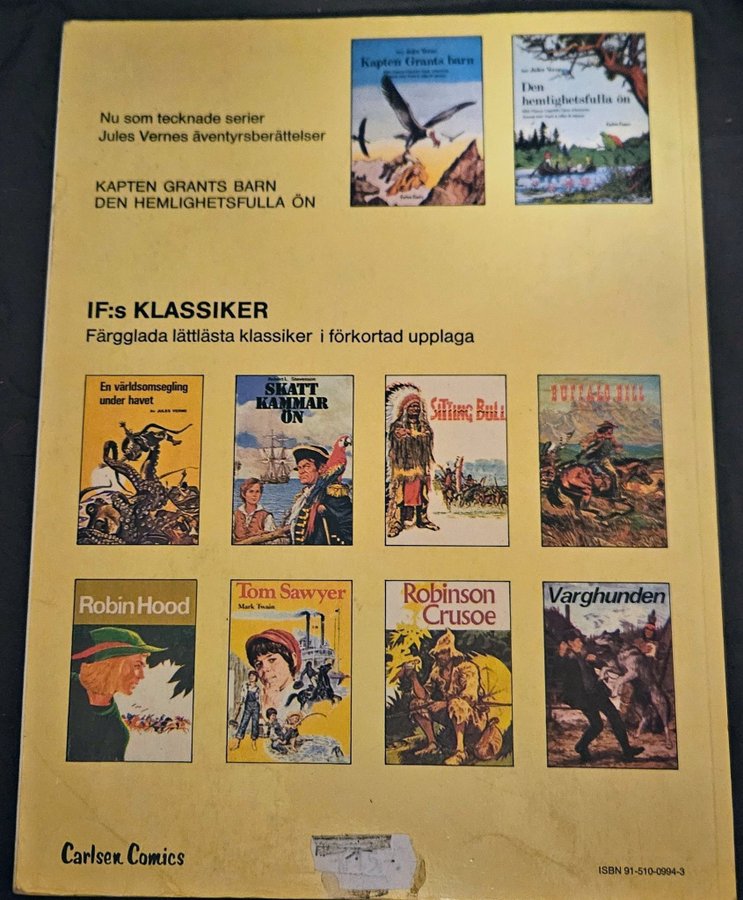 Jules Verne
Kapten Grants barn
Jules Verne
Den
hemlighetsfulla ön
Nu som tecknade serier
Jules Vernes äventyrsberättelser
KAPTEN GRANTS BARN
DEN HEMLIGHETSFULLA ÖN
IF:s KLASSIKER
Färgglada lättlästa klassiker i förkortad upplaga
En världsomsegling
under havet
Av JULES VERNE
Robert L. Stevenson
SKATT
KAMMAR
ÖN
SITTING BULL
BUFFALO BILL
Robin Hood
Tom Sawyer
Mark Twain
Robinson
Crusoe
Varghunden
Carlsen Comics
ISBN 91-510-0994-3